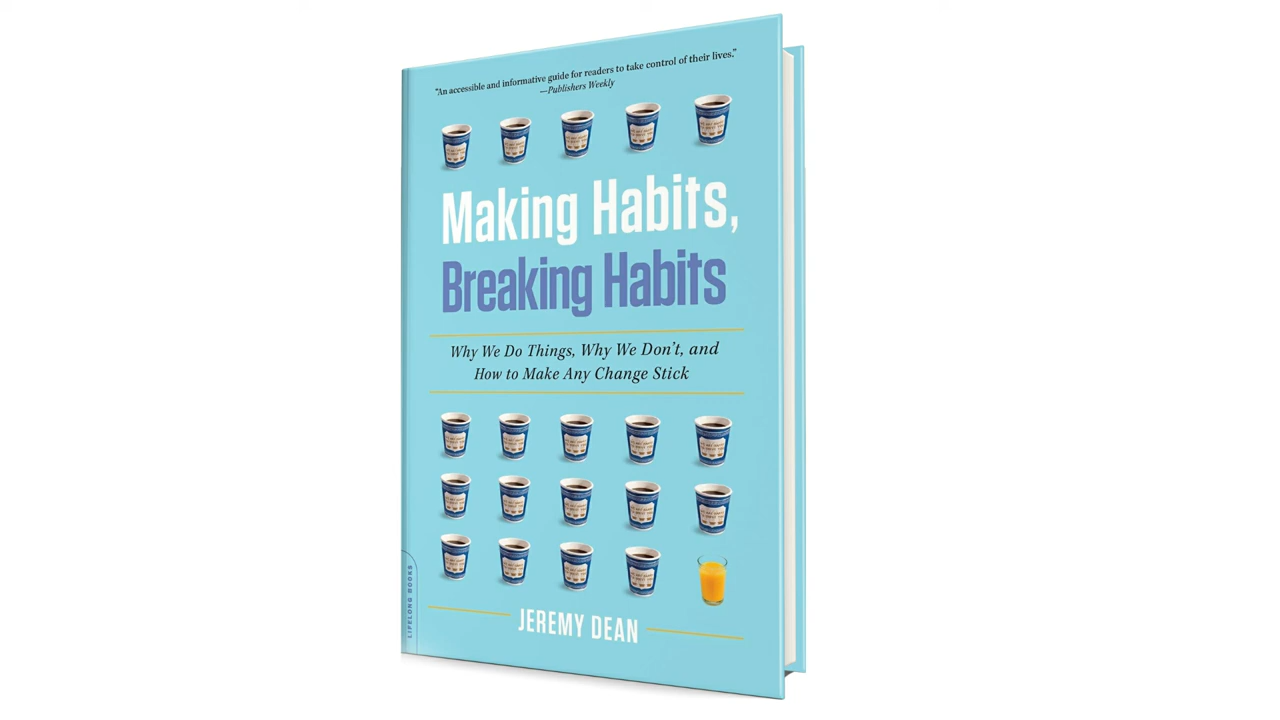 “An accessible and informative guide for readers to take control of their lives.”
—Publishers Weekly
Making Habits,
Breaking Habits
Why We Do Things, Why We Don’t, and
How to Make Any Change Stick
JEREMY DEAN
LIFELONG BOOKS